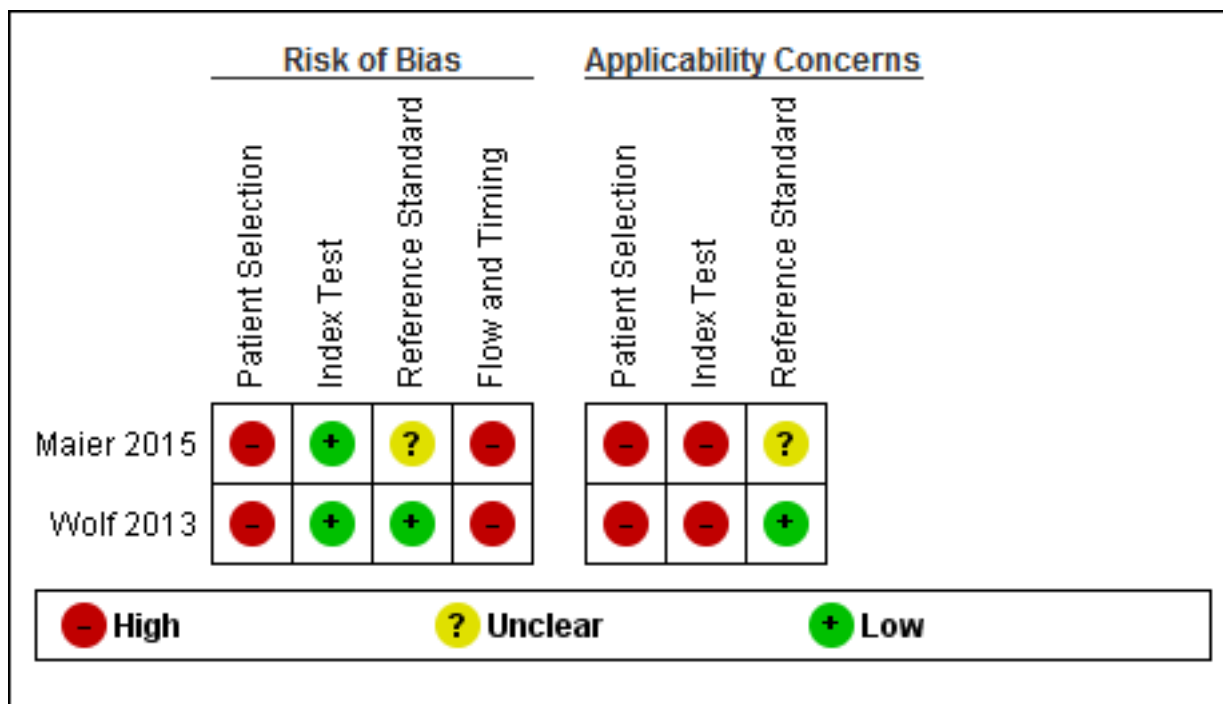 Risk of Bias Applicability Concerns
Patient Selection
Index Test
Reference Standard
Flow and Timing
Patient Selection
Index Test
Reference Standard
Maier 2015 - + ? - - - ?
Wolf 2013 - + + - - - +
- High ? Unclear + Low